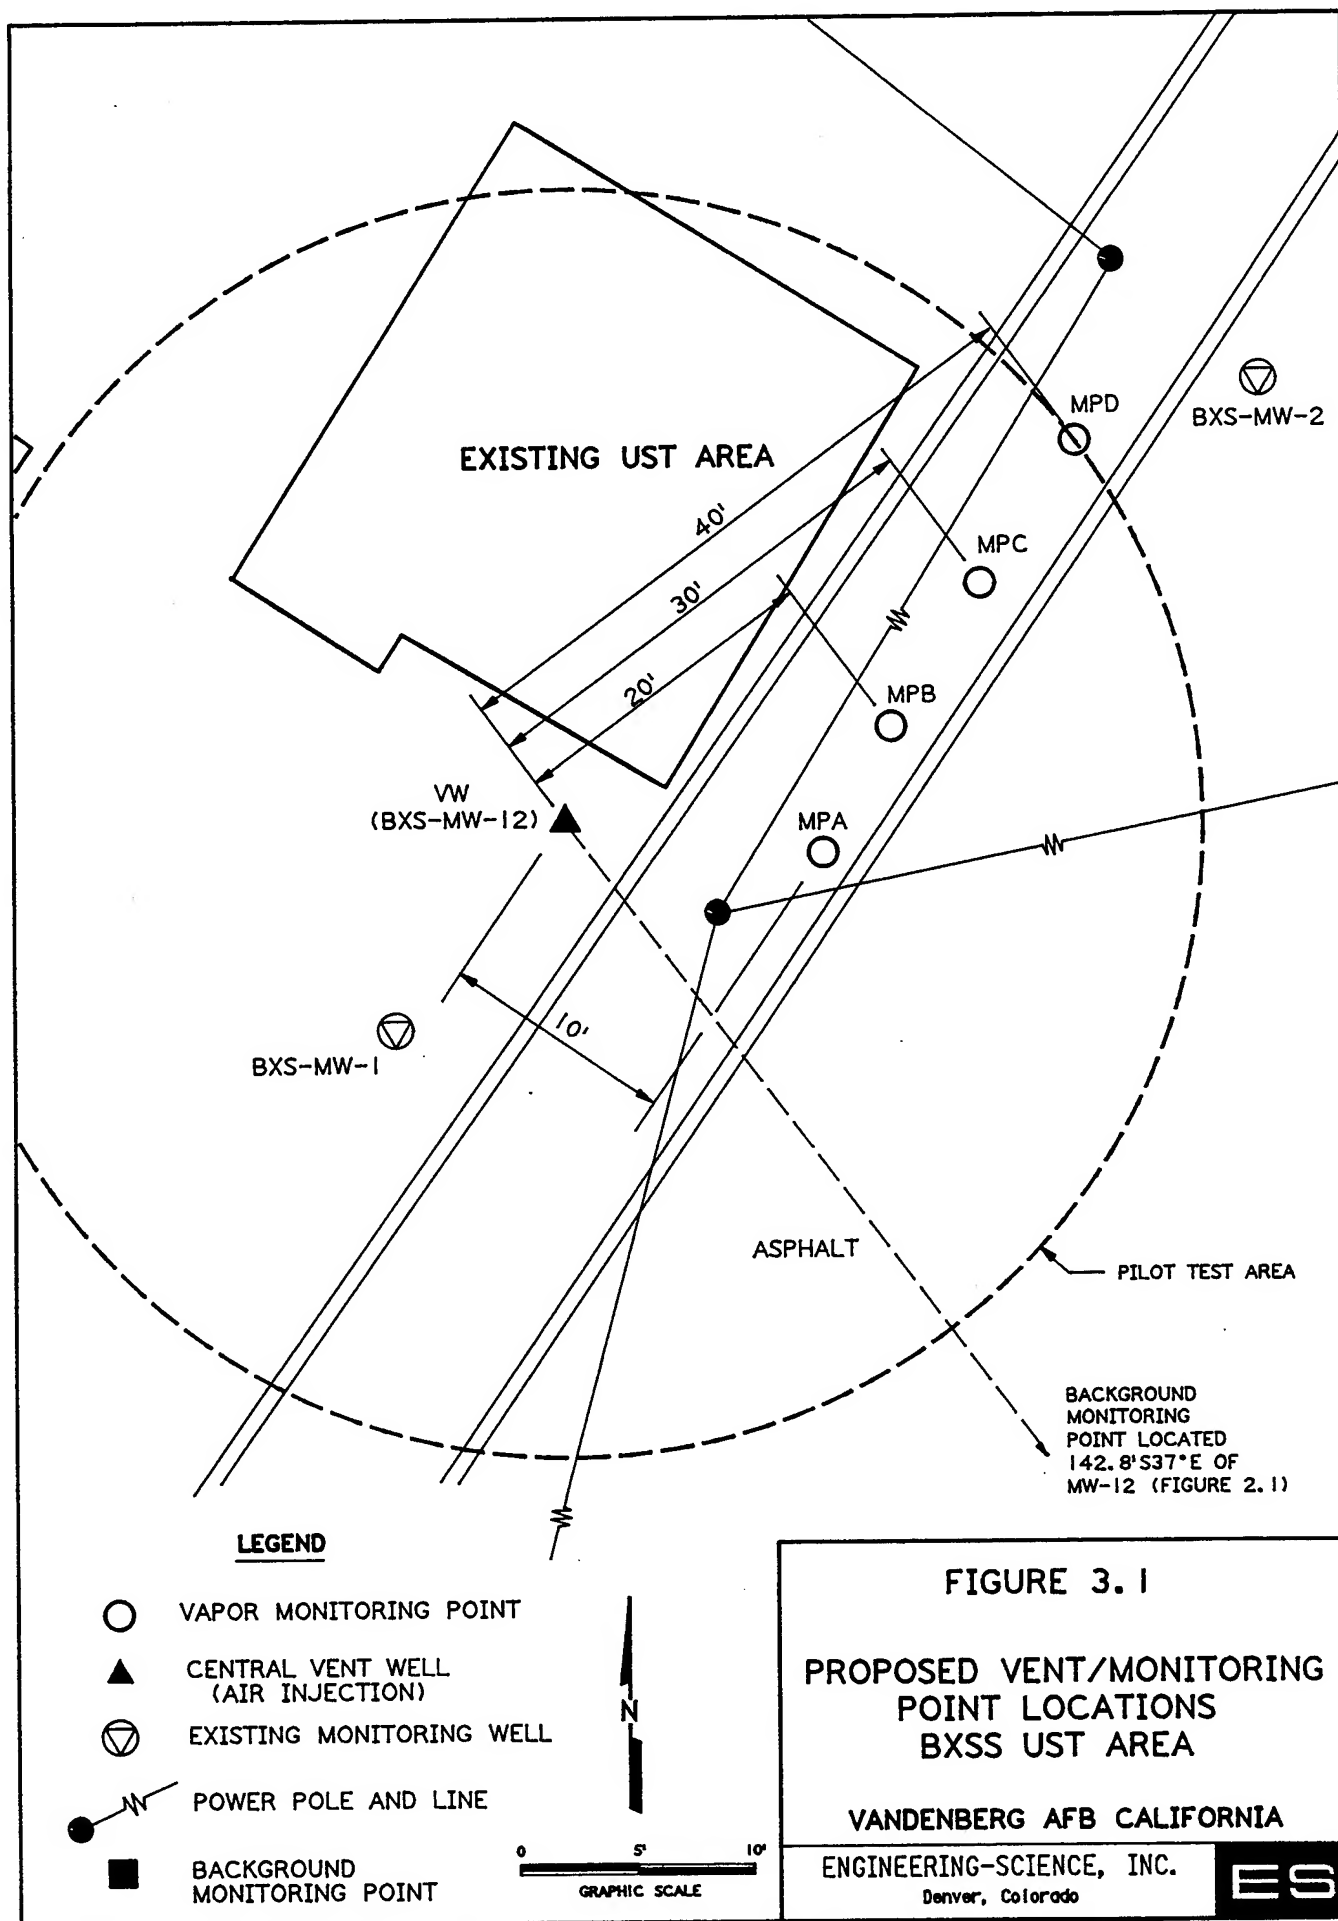 MPD
BXS-MW-2
EXISTING UST AREA
40'
MPC
30'
20'
MPB
VW
(BXS-MW-12)
MPA
10'
BXS-MW-1
ASPHALT
PILOT TEST AREA
BACKGROUND
MONITORING
POINT LOCATED
142.8'S37°E OF
MW-12 (FIGURE 2.1)
LEGEND
VAPOR MONITORING POINT
CENTRAL VENT WELL
(AIR INJECTION)
EXISTING MONITORING WELL
POWER POLE AND LINE
BACKGROUND
MONITORING POINT
N
0 5' 10'
GRAPHIC SCALE
FIGURE 3.1
PROPOSED VENT/MONITORING
POINT LOCATIONS
BXSS UST AREA
VANDENBERG AFB CALIFORNIA
ENGINEERING-SCIENCE, INC.
Denver, Colorado
ES